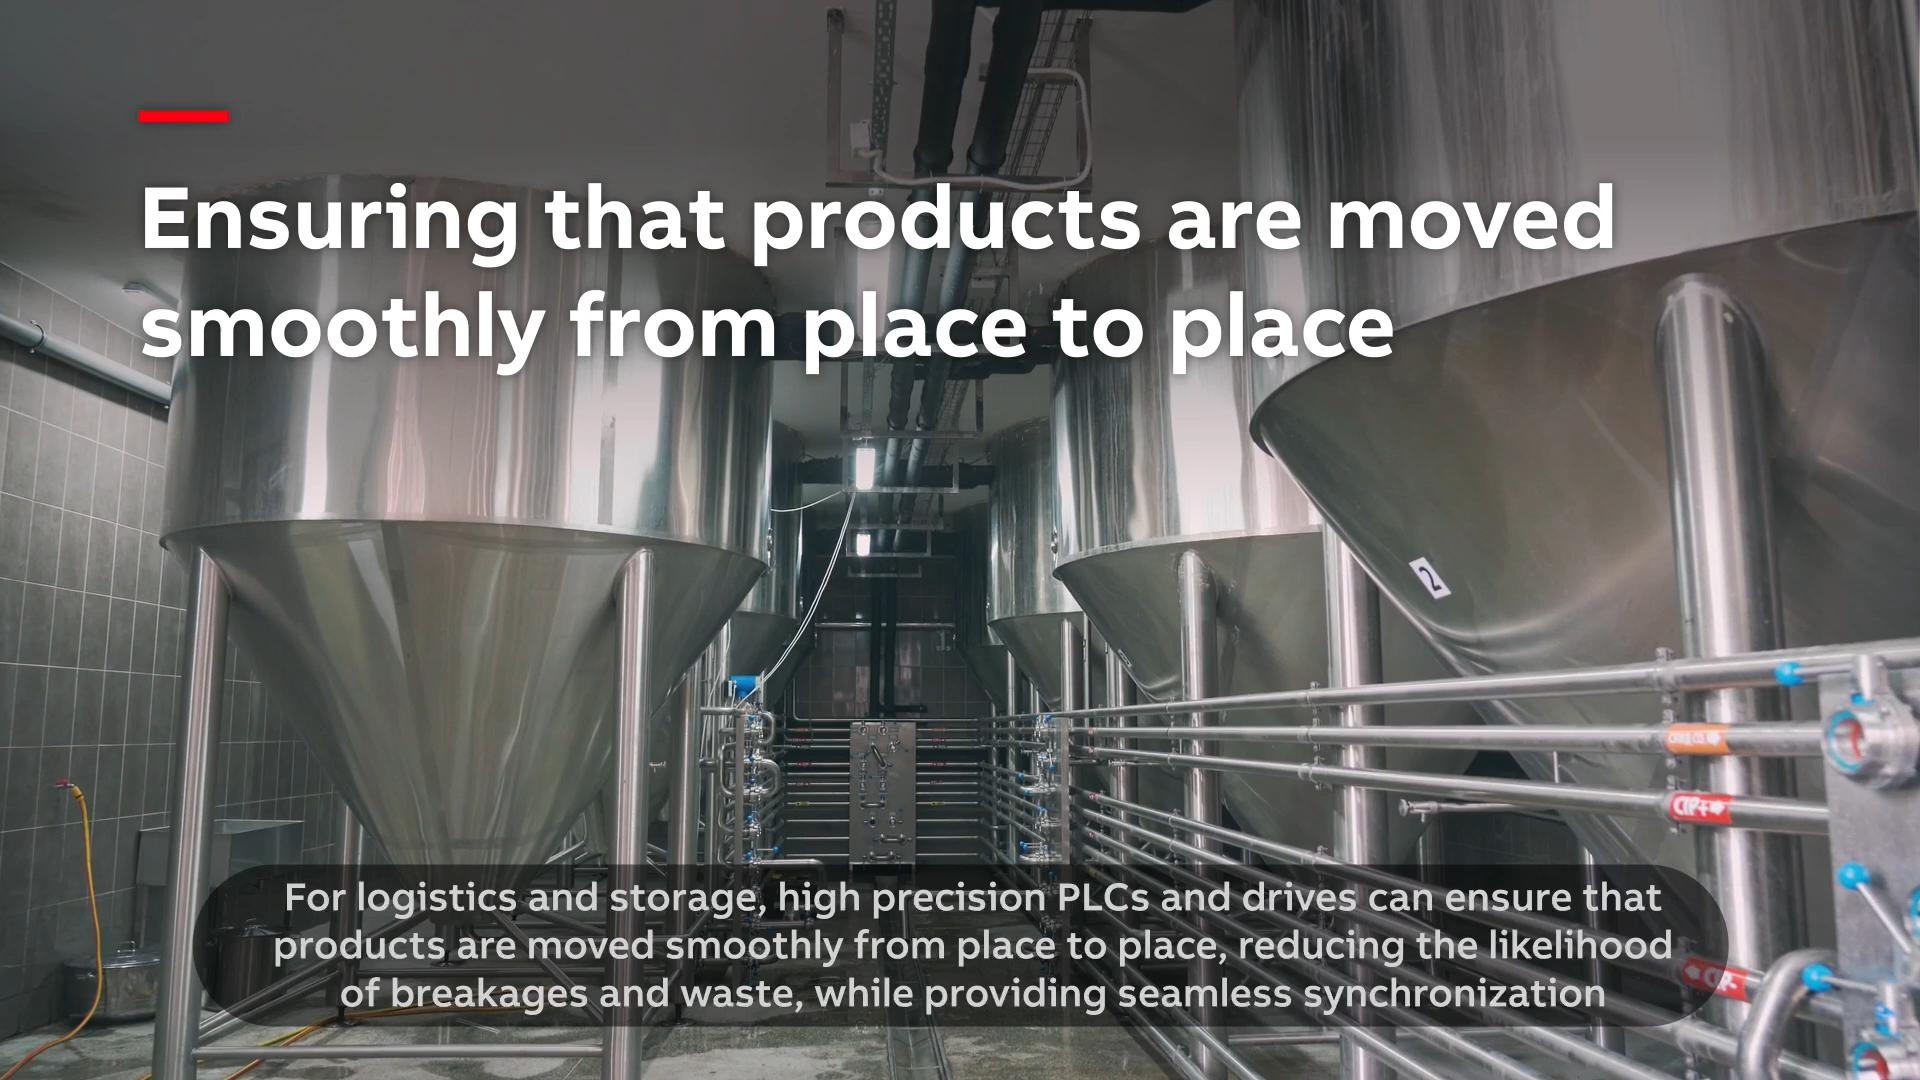 Ensuring that products are moved
smoothly from place to place
2
CIP
For logistics and storage, high precision PLCs and drives can ensure that
products are moved smoothly from place to place, reducing the likelihood
of breakages and waste, while providing seamless synchronization